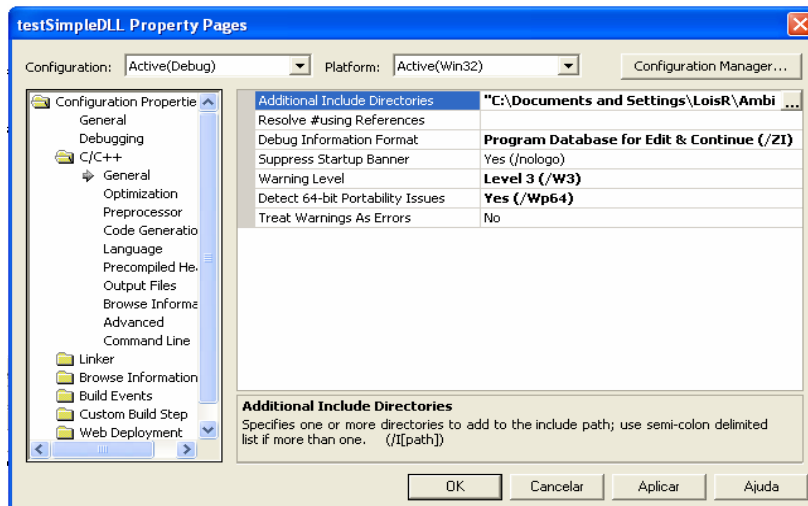 testSimpleDLL Property Pages
Configuration: Active(Debug) Platform: Active(Win32) Configuration Manager...
Configuration Propertie
General
Debugging
C/C++
General
Optimization
Preprocessor
Code Generatio
Language
Precompiled He
Output Files
Browse Informa
Advanced
Command Line
Linker
Browse Information
Build Events
Custom Build Step
Web Deployment
Additional Include Directories "C:\Documents and Settings\LoisR\Ambi ...
Resolve #using References
Debug Information Format Program Database for Edit & Continue (/ZI)
Suppress Startup Banner Yes (/nologo)
Warning Level Level 3 (/W3)
Detect 64-bit Portability Issues Yes (/Wp64)
Treat Warnings As Errors No
Additional Include Directories
Specifies one or more directories to add to the include path; use semi-colon delimited
list if more than one. (/I[path])
OK Cancelar Aplicar Ajuda